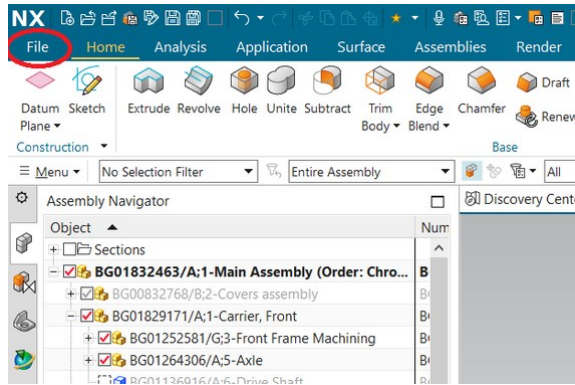 NX
File Home Analysis Application Surface Assemblies Render
Datum Plane Sketch Extrude Revolve Hole Unite Subtract Trim Body Edge Blend Chamfer Draft
Construction Base
Menu No Selection Filter Entire Assembly All
Assembly Navigator Discovery
Object
Sections
BG01832463/A;1-Main Assembly (Order: Chro...
BG00832768/B;2-Covers assembly
BG01829171/A;1-Carrier, Front
BG01252581/G;3-Front Frame Machining
BG01264306/A;5-Axle
BG01136916/A;6-Drive Shaft